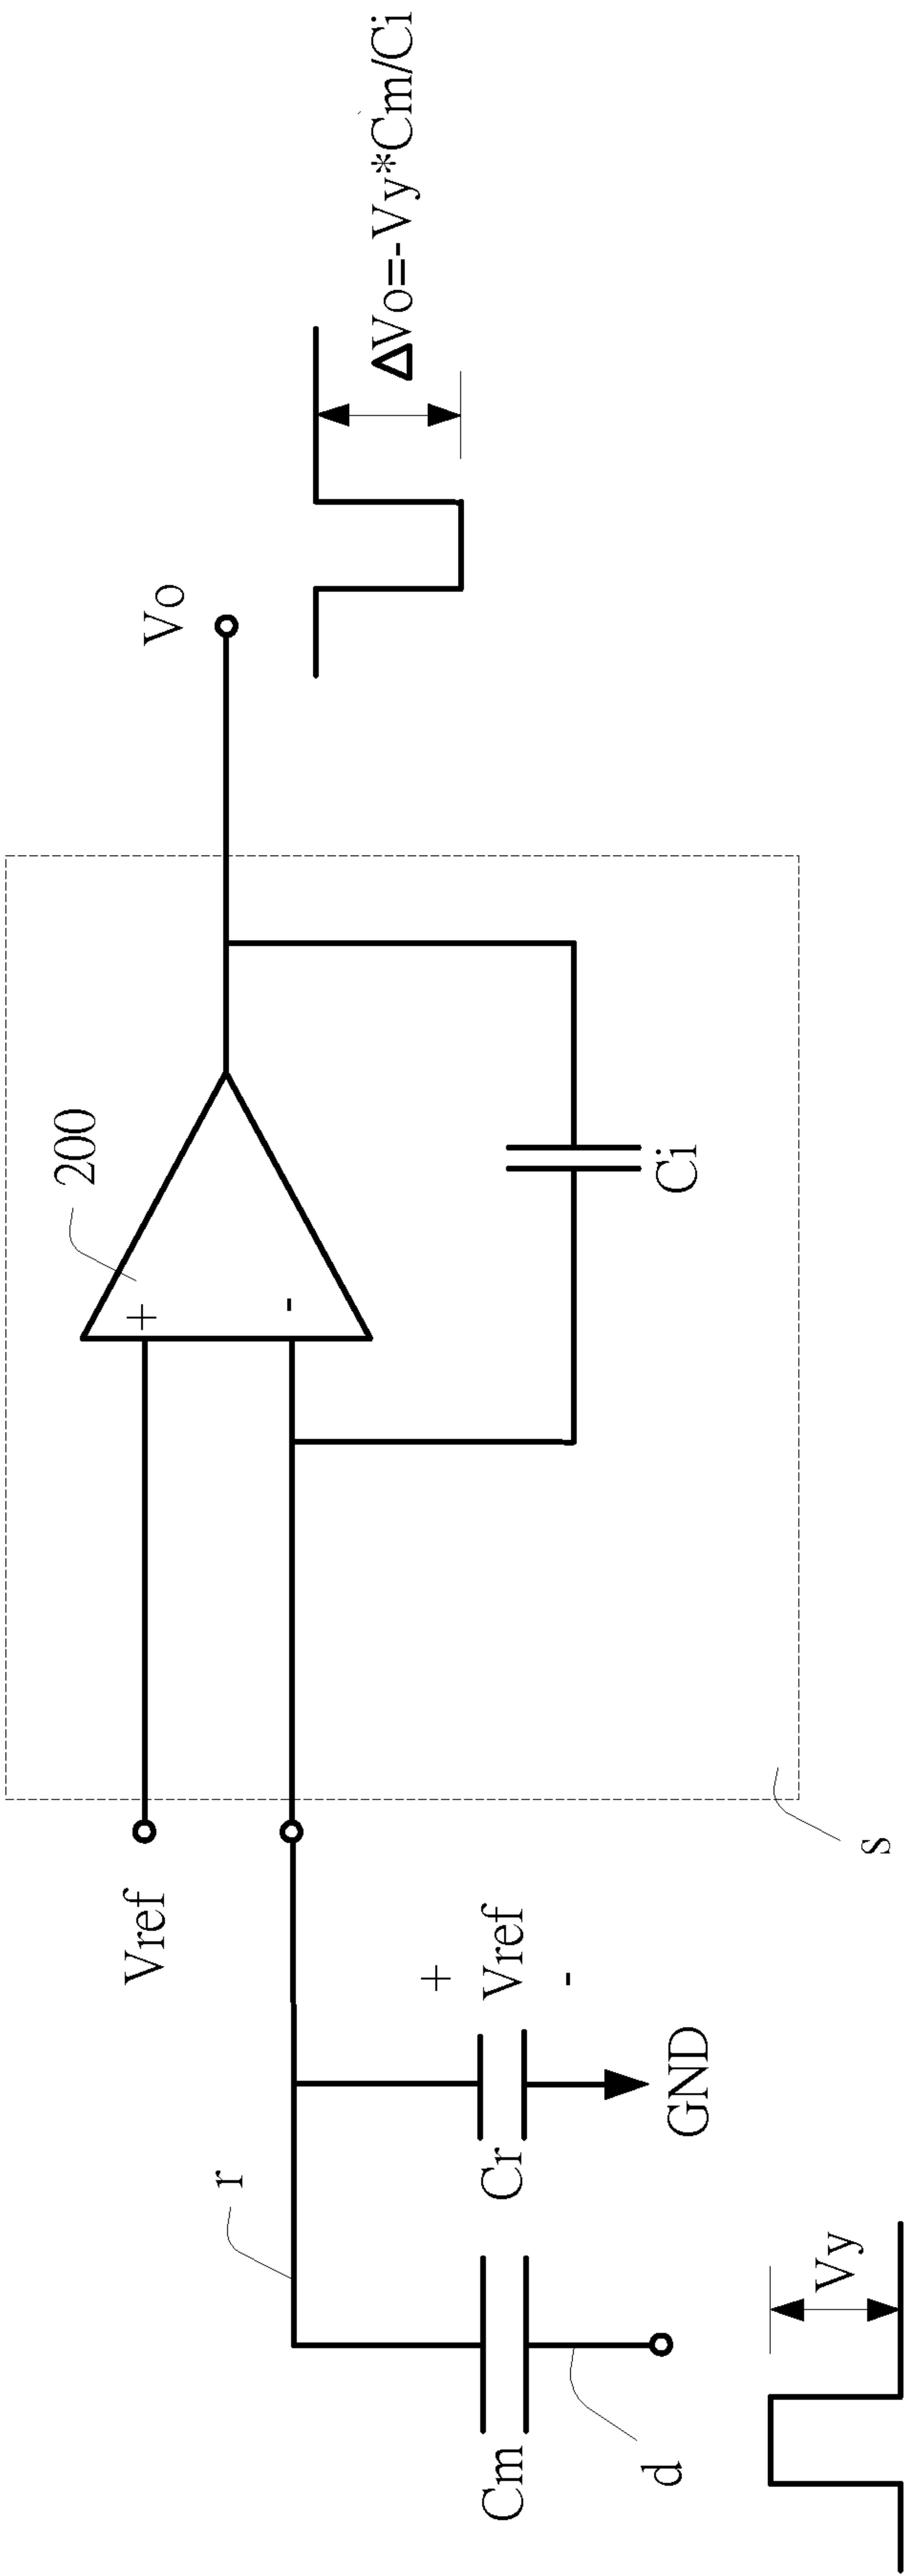 200
Vo
+
-
Vref
ΔVo=-Vy*Cm/Ci
Ci
r
+
Cr
Vref
-
Cm
GND
d
s
Vy